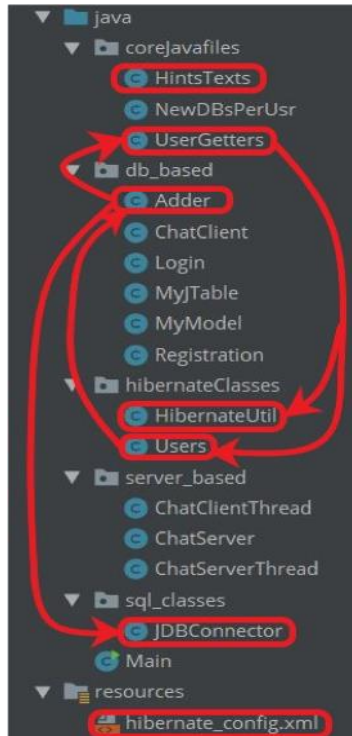 java
coreJavafiles
HintsTexts
NewDBsPerUsr
UserGetters
db_based
Adder
ChatClient
Login
MyJTable
MyModel
Registration
hibernateClasses
HibernateUtil
Users
server_based
ChatClientThread
ChatServer
ChatServerThread
sql_classes
JDBConnector
Main
resources
hibernate_config.xml